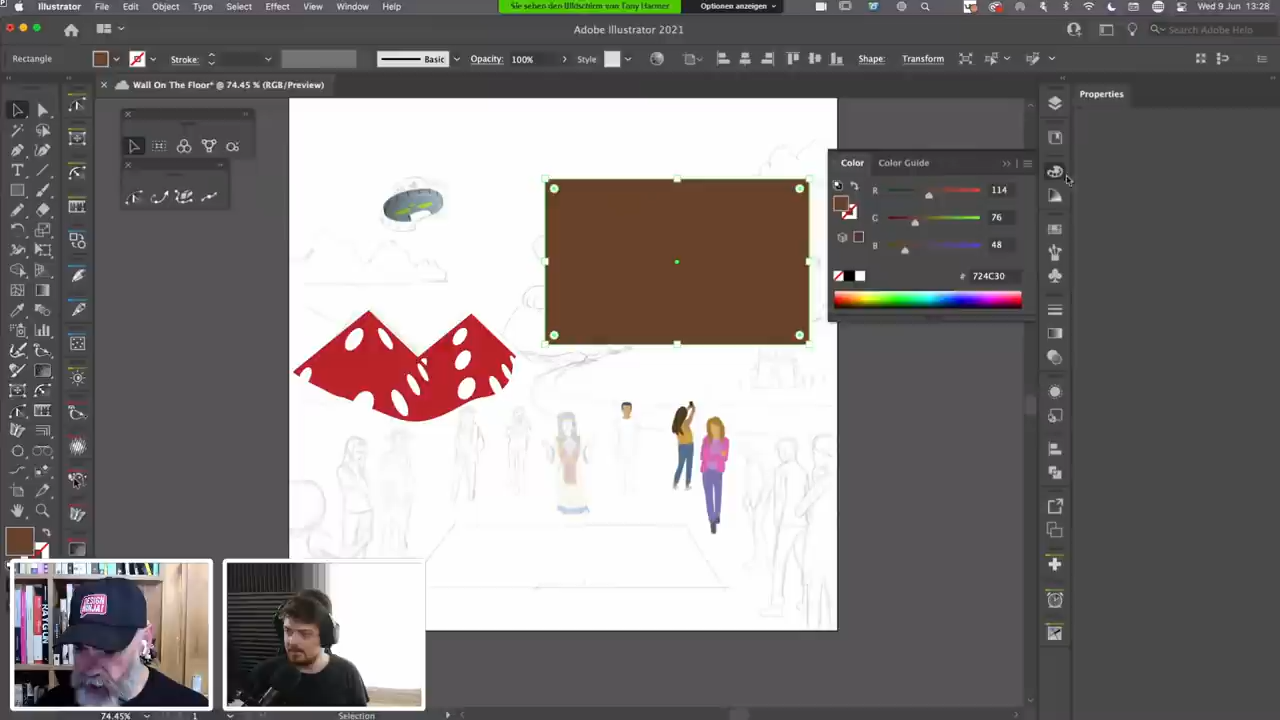 Illustrator File Edit Object Type Select Effect View Window Help
Sie sehen den Bildschirm von Tony Harmer
Optionen anzeigen
Wed 9 Jun 13:28
Adobe Illustrator 2021
Search Adobe Help
Rectangle
Stroke:
Basic
Opacity: 100%
Style
Shape:
Transform
Wall On The Floor* @ 74.45 % (RGB/Preview)
Properties
Color
Color Guide
R 114
G 76
B 48
# 724C30
DESIGN NINJA!
74.45%
1
Selection